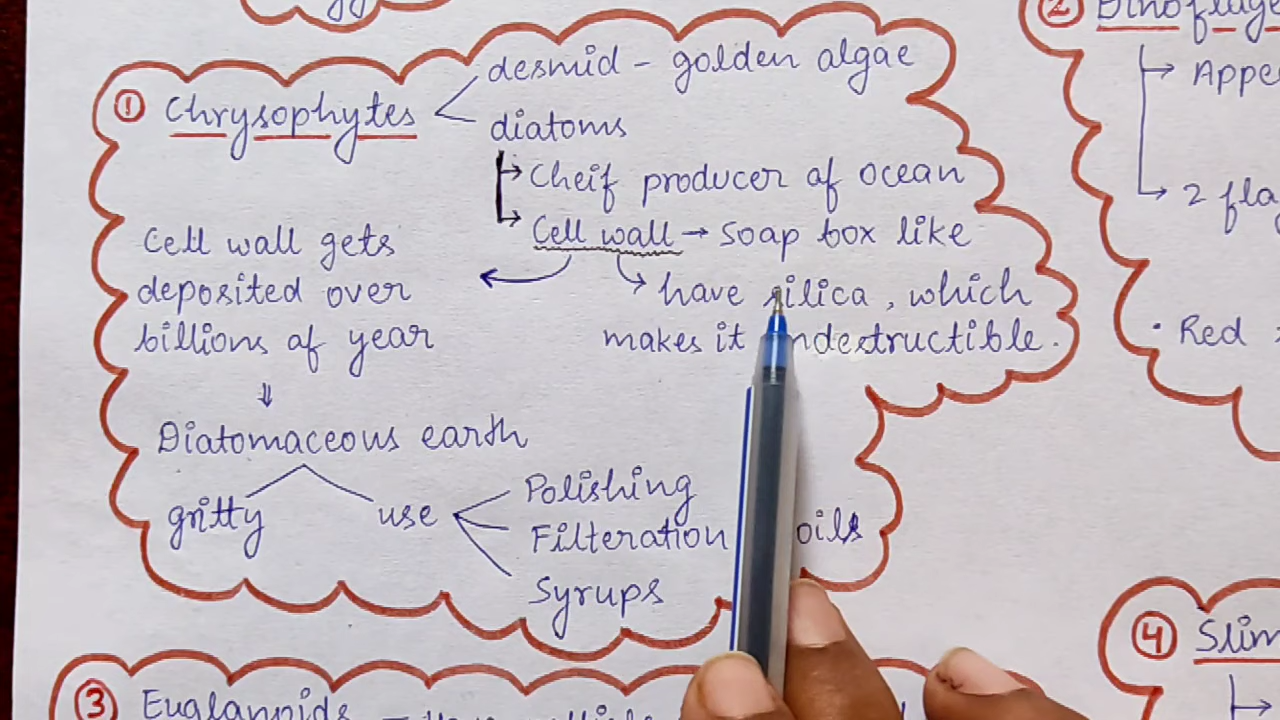 ① Chrysophytes
desmid - golden algae
diatoms
→ Cheif producer of ocean
→ Cell wall → soap box like
→ have silica, which
makes it indestructible.
Cell wall gets
deposited over
billions of year
⇓
Diatomaceous earth
gritty use
Polishing
Filteration oils
Syrups
②
→ Appe
→ 2 fla
· Red
③ Euglannoids -
④ Slim